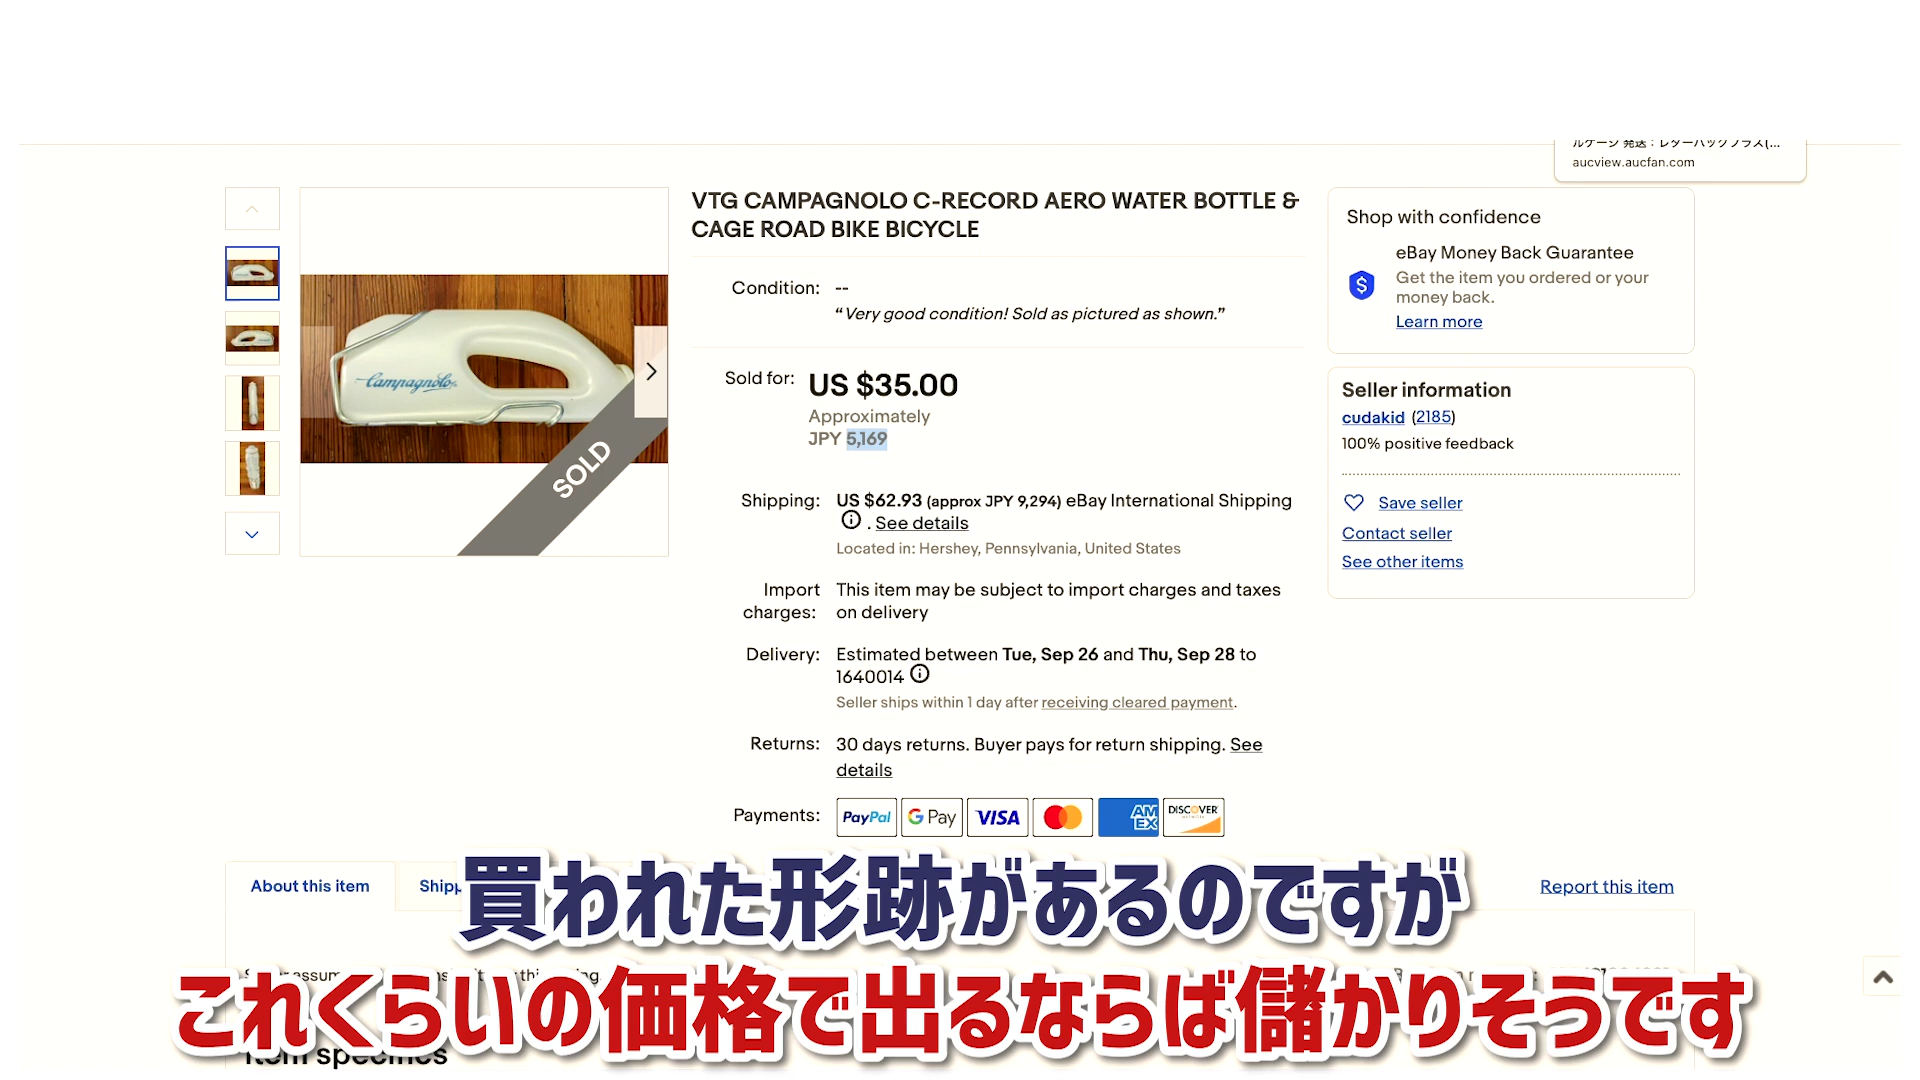 ルケージ 発送：レターパックプラス(...
aucview.aucfan.com
VTG CAMPAGNOLO C-RECORD AERO WATER BOTTLE &
CAGE ROAD BIKE BICYCLE
Condition: --
“Very good condition! Sold as pictured as shown.”
Sold for: US $35.00
Approximately
JPY 5,169
Shipping: US $62.93 (approx JPY 9,294) eBay International Shipping
. See details
Located in: Hershey, Pennsylvania, United States
Import charges: This item may be subject to import charges and taxes
on delivery
Delivery: Estimated between Tue, Sep 26 and Thu, Sep 28 to
1640014
Seller ships within 1 day after receiving cleared payment.
Returns: 30 days returns. Buyer pays for return shipping. See
details
Payments: PayPal G Pay VISA AM EX DISCOVER
Campagnolo
SOLD
Shop with confidence
eBay Money Back Guarantee
Get the item you ordered or your
money back.
Learn more
Seller information
cudakid (2185)
100% positive feedback
Save seller
Contact seller
See other items
About this item
Shipp
Report this item
買われた形跡があるのですが
これくらいの価格で出るならば儲かりそうです
Item specifics